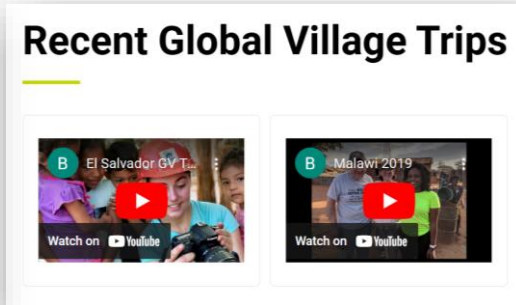 Recent Global Village Trips
B El Salvador GV T...
Watch on YouTube
B Malawi 2019
Watch on YouTube